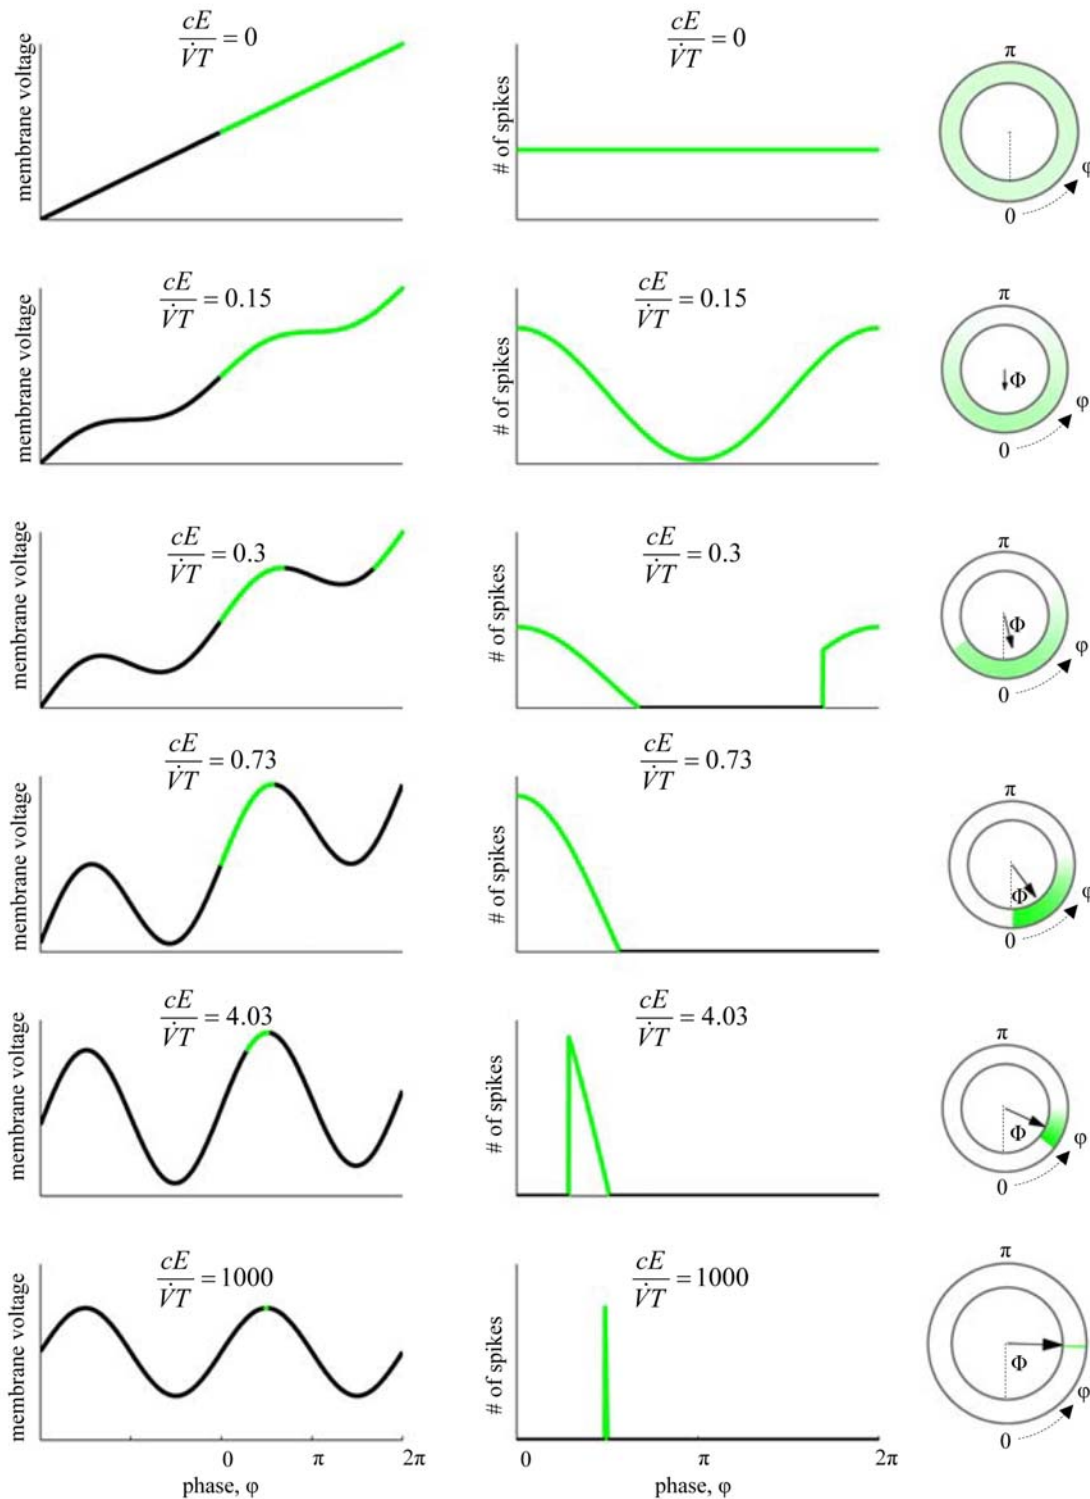 cE/V̇T = 0
cE/V̇T = 0
membrane voltage
# of spikes
π
φ
0
cE/V̇T = 0.15
cE/V̇T = 0.15
membrane voltage
# of spikes
π
Φ
φ
0
cE/V̇T = 0.3
cE/V̇T = 0.3
membrane voltage
# of spikes
π
Φ
φ
0
cE/V̇T = 0.73
cE/V̇T = 0.73
membrane voltage
# of spikes
π
Φ
φ
0
cE/V̇T = 4.03
cE/V̇T = 4.03
membrane voltage
# of spikes
π
Φ
φ
0
cE/V̇T = 1000
cE/V̇T = 1000
membrane voltage
# of spikes
π
Φ
φ
0
0 π 2π
phase, φ
0 π 2π
phase, φ